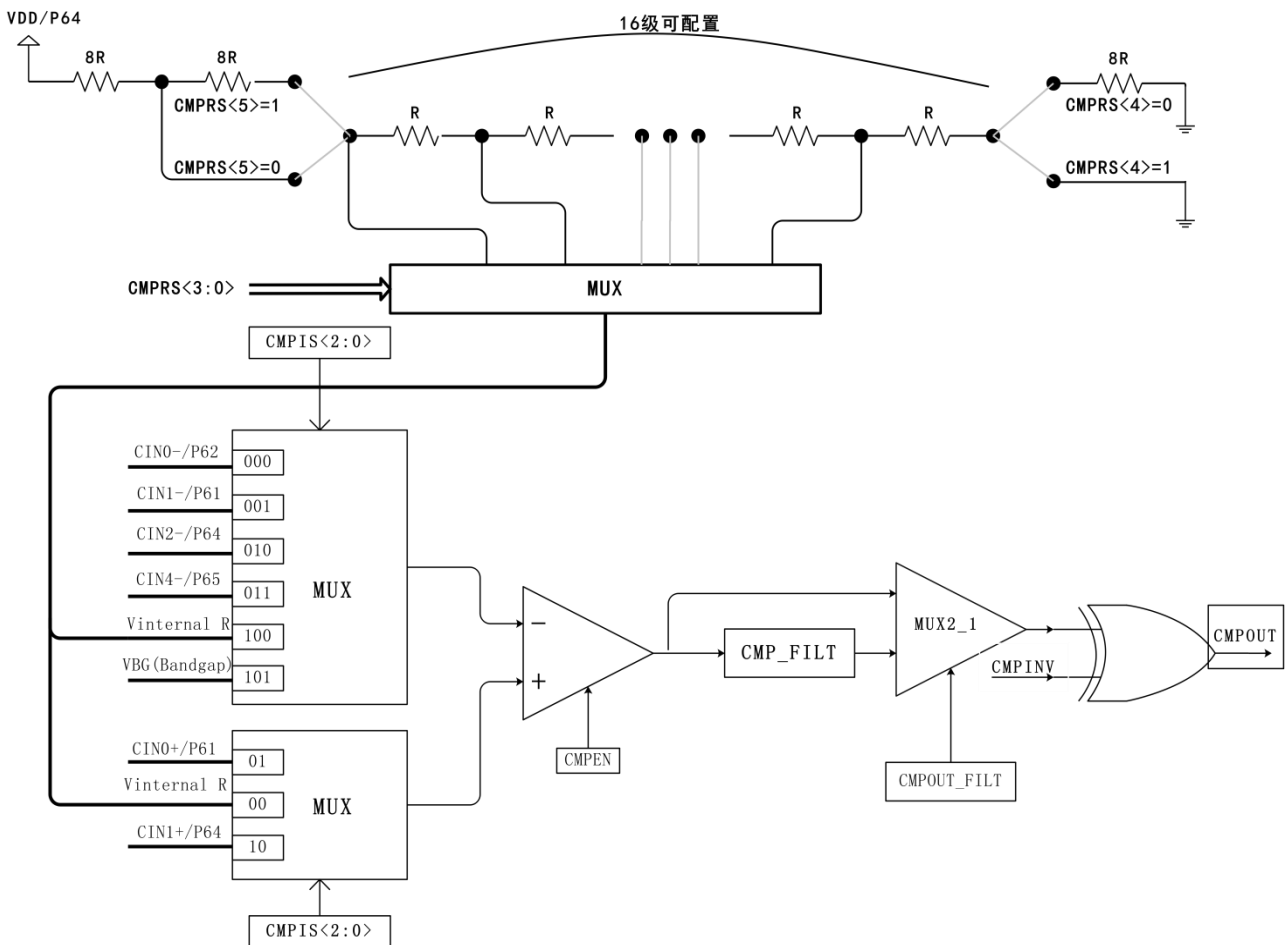 VDD/P64
16级可配置
8R
8R
8R
CMPRS<5>=1
CMPRS<4>=0
R
R
R
R
CMPRS<5>=0
CMPRS<4>=1
CMPRS<3:0>
MUX
CMPIS<2:0>
CIN0-/P62
000
CIN1-/P61
001
CIN2-/P64
010
CIN4-/P65
011
Vinternal R
100
VBG(Bandgap)
101
MUX
−
+
CMPEN
CMP_FILT
MUX2_1
CMPOUT_FILT
CMPINV
CMPOUT
CIN0+/P61
01
Vinternal R
00
CIN1+/P64
10
MUX
CMPIS<2:0>